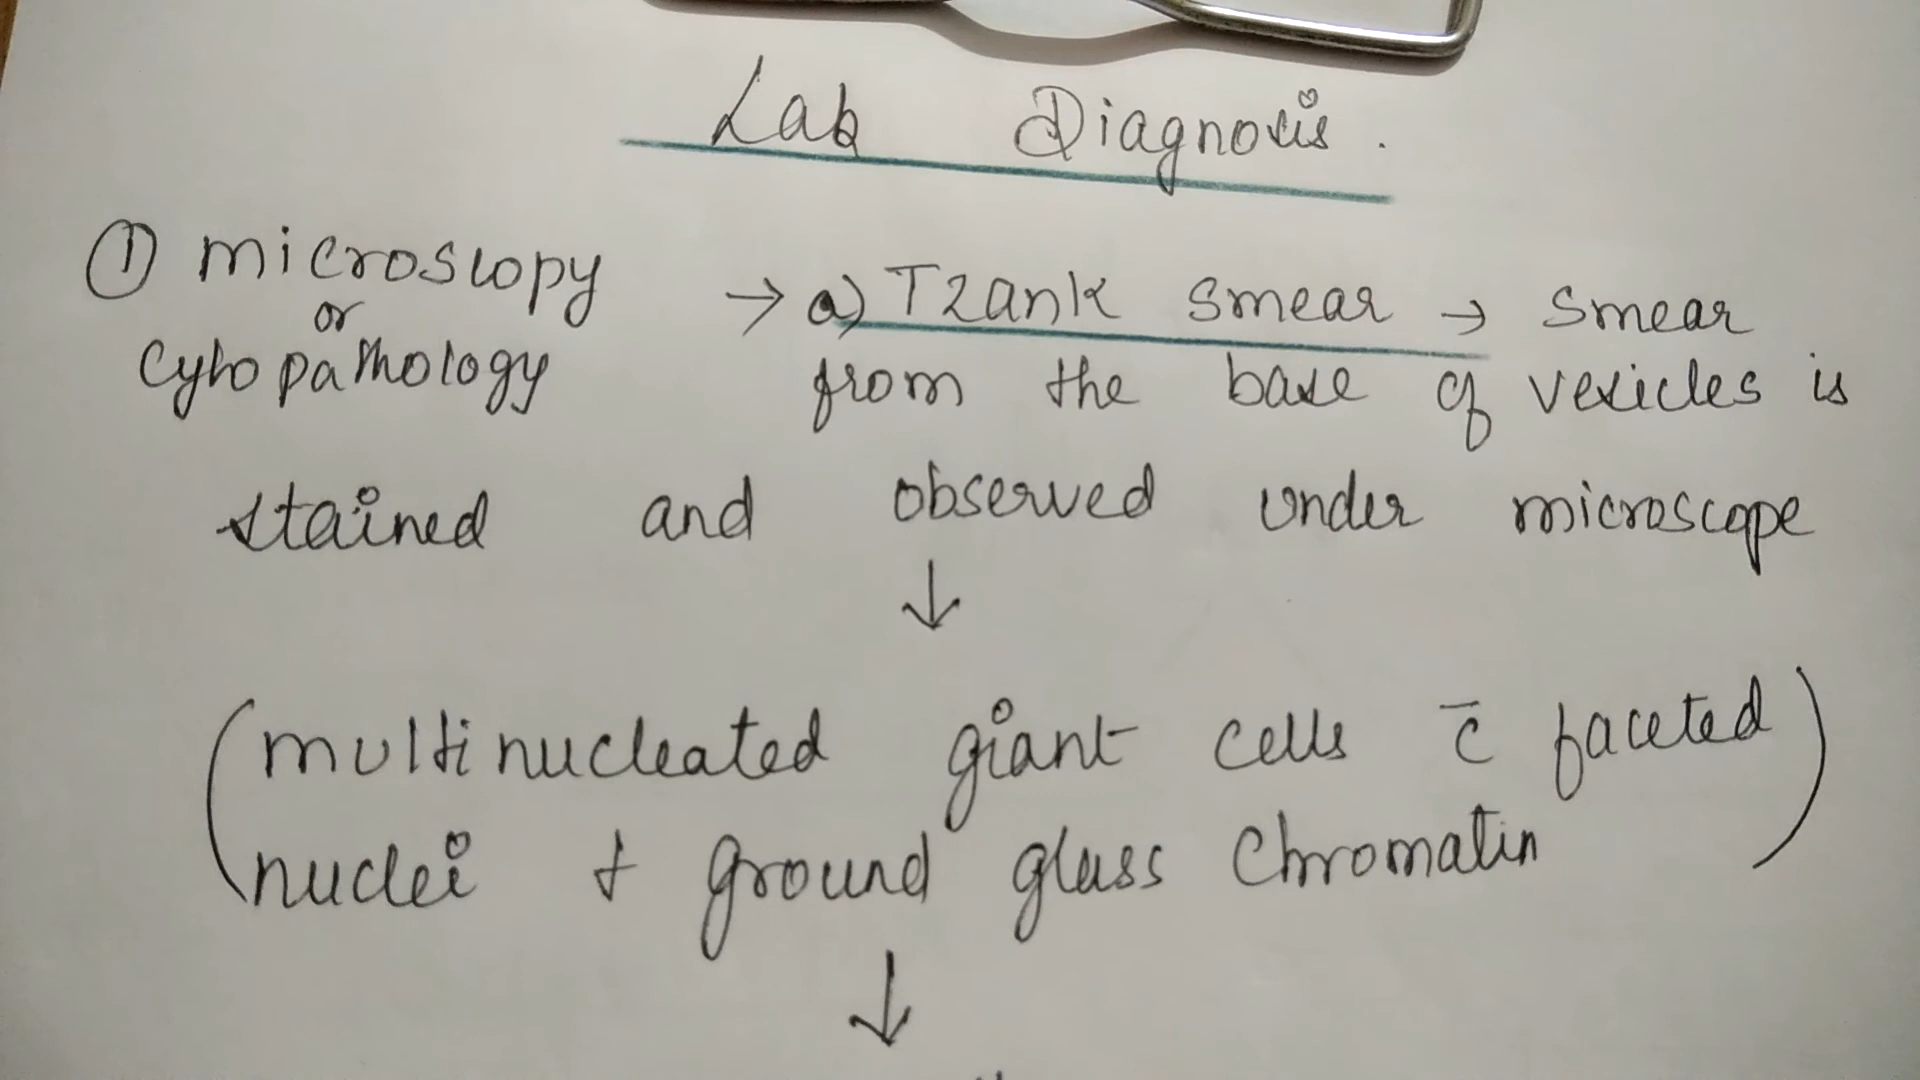 Lab Diagnosis.
① microscopy → a) Tzank smear → smear
or
Cytopathology from the base of vesicles is
stained and observed under microscope
↓
(multinucleated giant cells c̄ faceted
nuclei + ground glass Chromatin)
↓